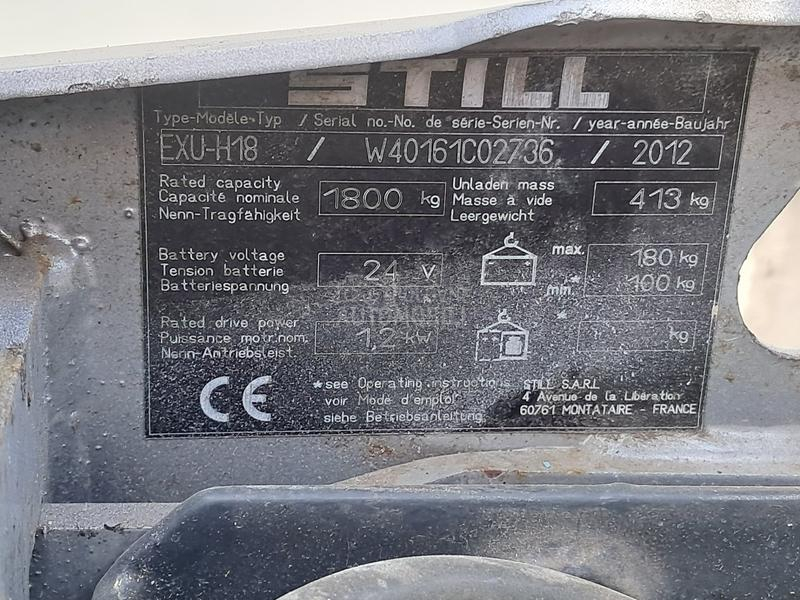 STILL
Type-Modèle-Typ / Serial no.-No. de série-Serien-Nr. / year-année-Baujahr
EXU-H18 / W40161C02736 / 2012
Rated capacity
Capacité nominale
Nenn-Tragfähigkeit
1800 kg
Unladen mass
Masse à vide
Leergewicht
413 kg
Battery voltage
Tension batterie
Batteriespannung
24 V
max. 180 kg
min.* 100 kg
Rated drive power
Puissance motr.nom.
Nenn-Antriebsleist.
1,2 kW
* kg
CE
*see Operating instructions
voir Mode d'emploi
siehe Betriebsanleitung
STILL S.A.R.L
4 Avenue de la Libération
60761 MONTATAIRE - FRANCE